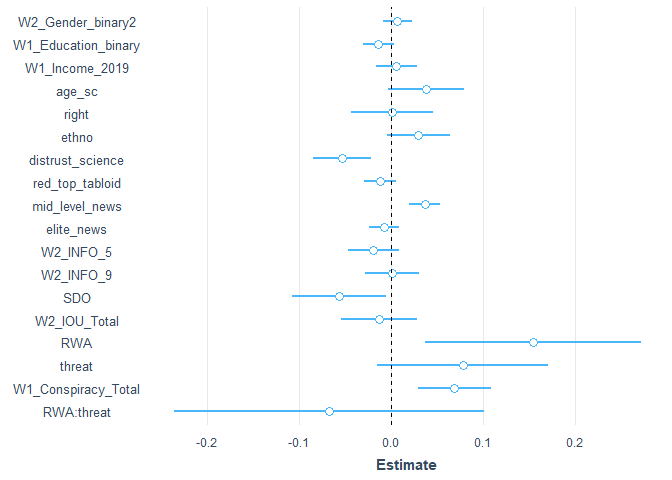 W2_Gender_binary2
W1_Education_binary
W1_Income_2019
age_sc
right
ethno
distrust_science
red_top_tabloid
mid_level_news
elite_news
W2_INFO_5
W2_INFO_9
SDO
W2_IOU_Total
RWA
threat
W1_Conspiracy_Total
RWA:threat
-0.2 -0.1 0.0 0.1 0.2
Estimate